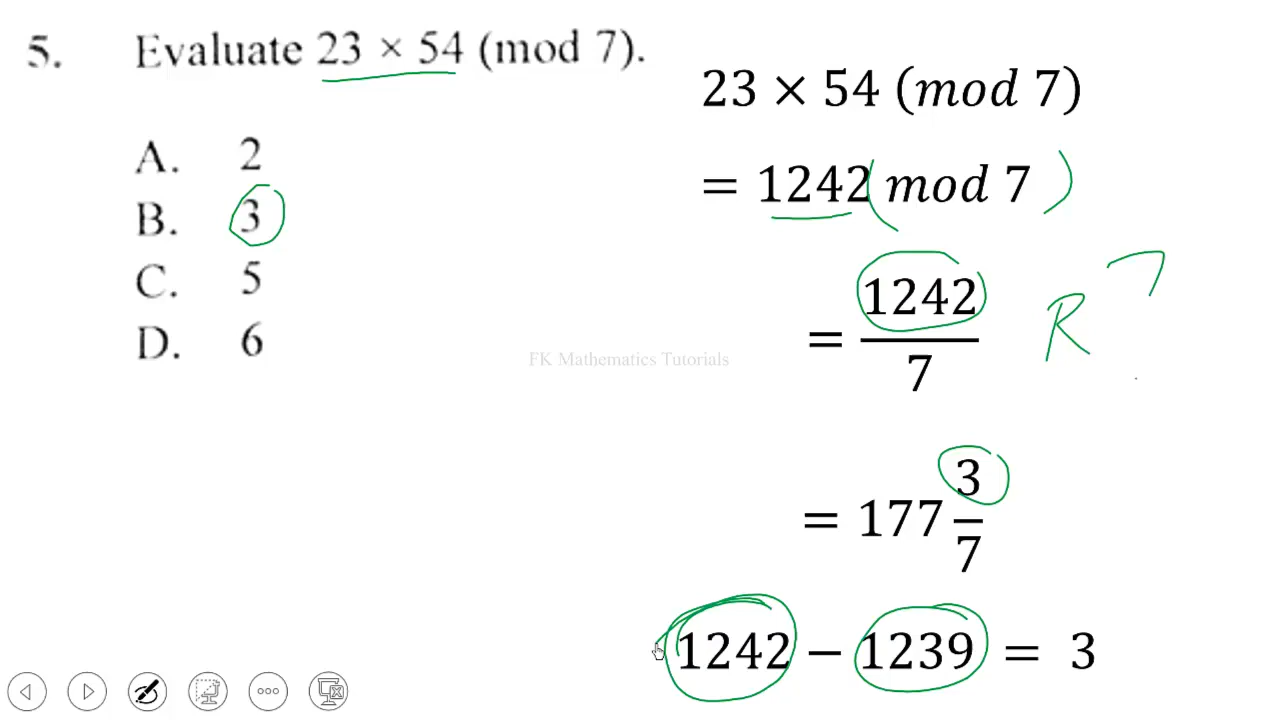 5. Evaluate 23 × 54 (mod 7).
A. 2
B. 3
C. 5
D. 6
23 × 54 (mod 7)
= 1242 (mod 7)
= 1242/7 R 7
= 177 3/7
1242 − 1239 = 3
FK Mathematics Tutorials